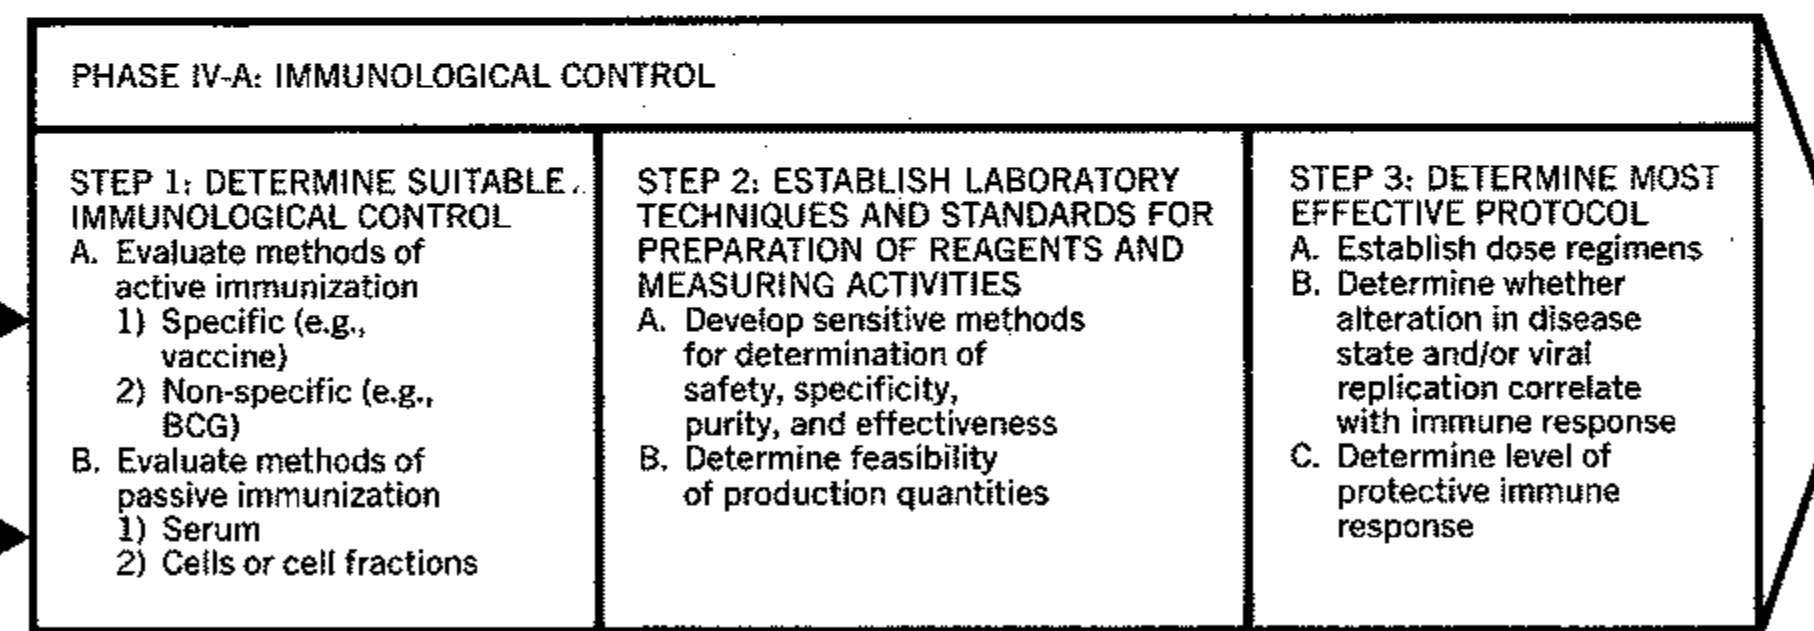 PHASE IV-A: IMMUNOLOGICAL CONTROL
STEP 1: DETERMINE SUITABLE
IMMUNOLOGICAL CONTROL
A. Evaluate methods of
active immunization
1) Specific (e.g.,
vaccine)
2) Non-specific (e.g.,
BCG)
B. Evaluate methods of
passive immunization
1) Serum
2) Cells or cell fractions
STEP 2: ESTABLISH LABORATORY
TECHNIQUES AND STANDARDS FOR
PREPARATION OF REAGENTS AND
MEASURING ACTIVITIES
A. Develop sensitive methods
for determination of
safety, specificity,
purity, and effectiveness
B. Determine feasibility
of production quantities
STEP 3: DETERMINE MOST
EFFECTIVE PROTOCOL
A. Establish dose regimens
B. Determine whether
alteration in disease
state and/or viral
replication correlate
with immune response
C. Determine level of
protective immune
response